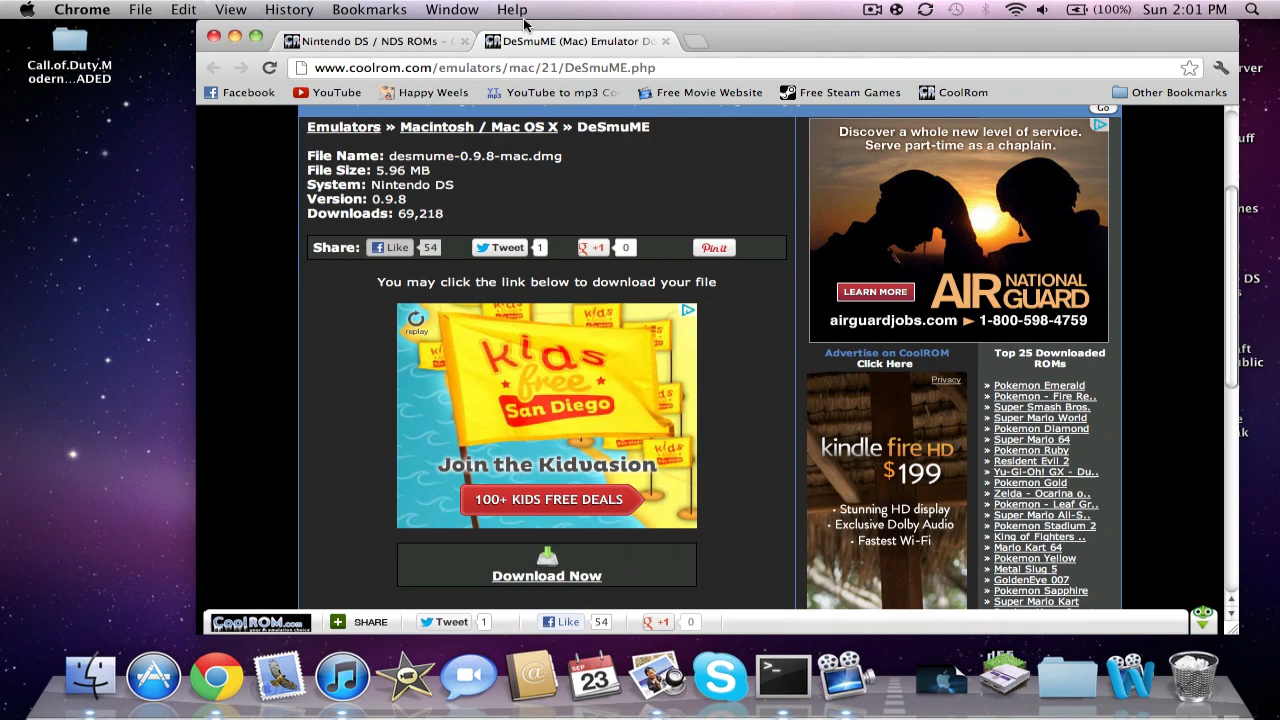 Chrome File Edit View History Bookmarks Window Help (100%) Sun 2:01 PM
Call.of.Duty.M
odern...ADED
Nintendo DS / NDS ROMs –
DeSmuME (Mac) Emulator Do
www.coolrom.com/emulators/mac/21/DeSmuME.php
Facebook YouTube Happy Weels YouTube to mp3 Co Free Movie Website Free Steam Games CoolRom Other Bookmarks
Go
Emulators » Macintosh / Mac OS X » DeSmuME
File Name: desmume-0.9.8-mac.dmg
File Size: 5.96 MB
System: Nintendo DS
Version: 0.9.8
Downloads: 69,218
Share: Like 54 Tweet 1 +1 0 Pin it
You may click the link below to download your file
replay
kids
free
San Diego
Join the Kidvasion
100+ KIDS FREE DEALS
Download Now
Discover a whole new level of service.
Serve part-time as a chaplain.
LEARN MORE
AIR NATIONAL GUARD
airguardjobs.com ► 1-800-598-4759
Advertise on CoolROM
Click Here
Privacy
kindle fire HD
$199
• Stunning HD display
• Exclusive Dolby Audio
• Fastest Wi-Fi
Top 25 Downloaded
ROMs
» Pokemon Emerald
» Pokemon - Fire Re..
» Super Smash Bros.
» Super Mario World
» Pokemon Diamond
» Super Mario 64
» Pokemon Ruby
» Resident Evil 2
» Yu-Gi-Oh! GX - Du..
» Pokemon Gold
» Zelda - Ocarina o..
» Pokemon - Leaf Gr..
» Super Mario All-S..
» Pokemon Stadium 2
» King of Fighters ..
» Mario Kart 64
» Pokemon Yellow
» Metal Slug 5
» GoldenEye 007
» Pokemon Sapphire
» Super Mario Kart
CoolROM.com SHARE Tweet 1 Like 54 +1 0
SEP
23